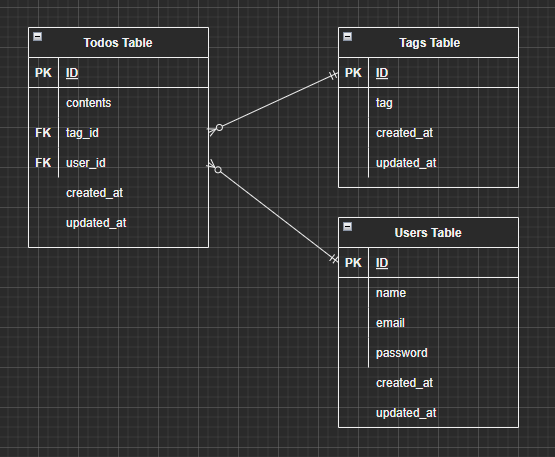 Todos Table
PK ID
contents
FK tag_id
FK user_id
created_at
updated_at
Tags Table
PK ID
tag
created_at
updated_at
Users Table
PK ID
name
email
password
created_at
updated_at